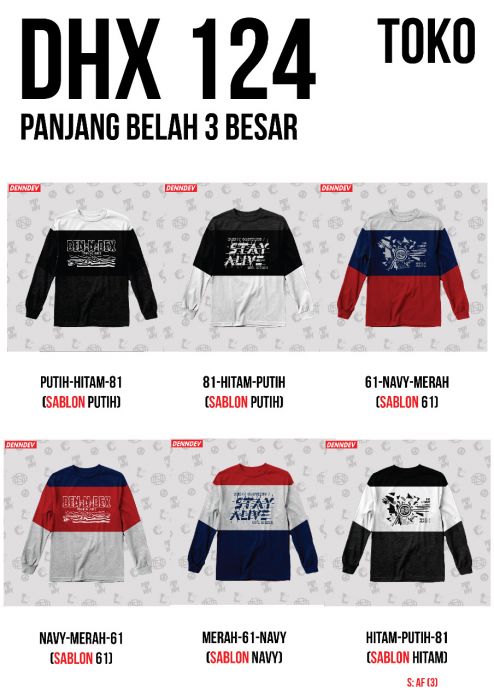 DHX 124
TOKO
PANJANG BELAH 3 BESAR
DENNDEV
DENNDEV
DENNDEV
DEN-N-DEX
STAY
ALIVE
PUTIH-HITAM-81
(SABLON PUTIH)
81-HITAM-PUTIH
(SABLON PUTIH)
61-NAVY-MERAH
(SABLON 61)
DENNDEV
DENNDEV
DENNDEV
DEN-N-DEX
STAY
ALIVE
NAVY-MERAH-61
(SABLON 61)
MERAH-61-NAVY
(SABLON NAVY)
HITAM-PUTIH-81
(SABLON HITAM)
S: AF (3)